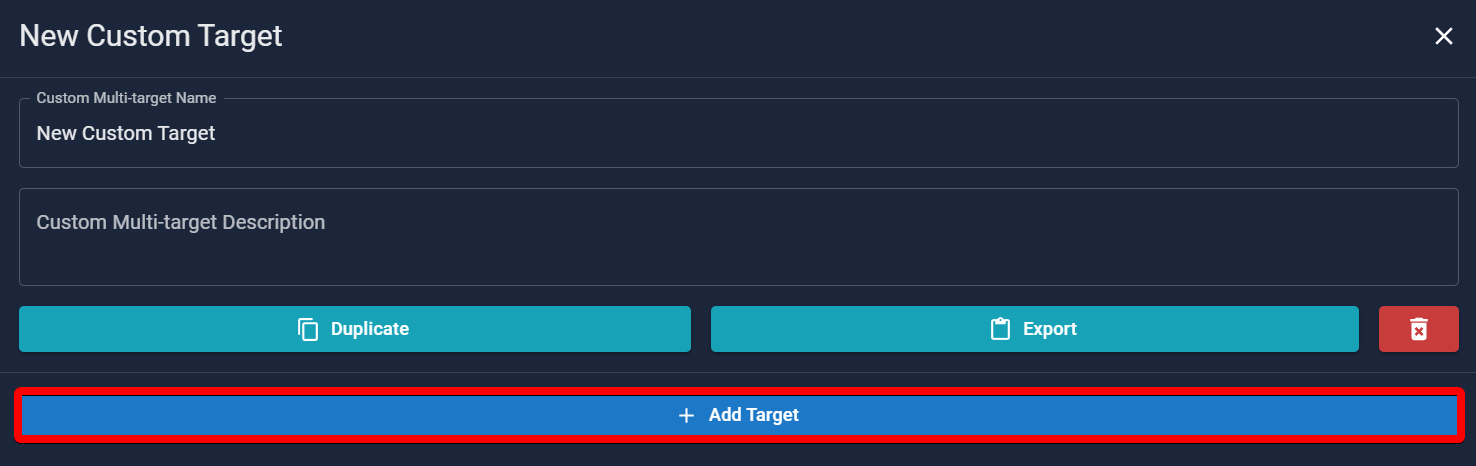 New Custom Target
Custom Multi-target Name
New Custom Target
Custom Multi-target Description
Duplicate
Export
Add Target